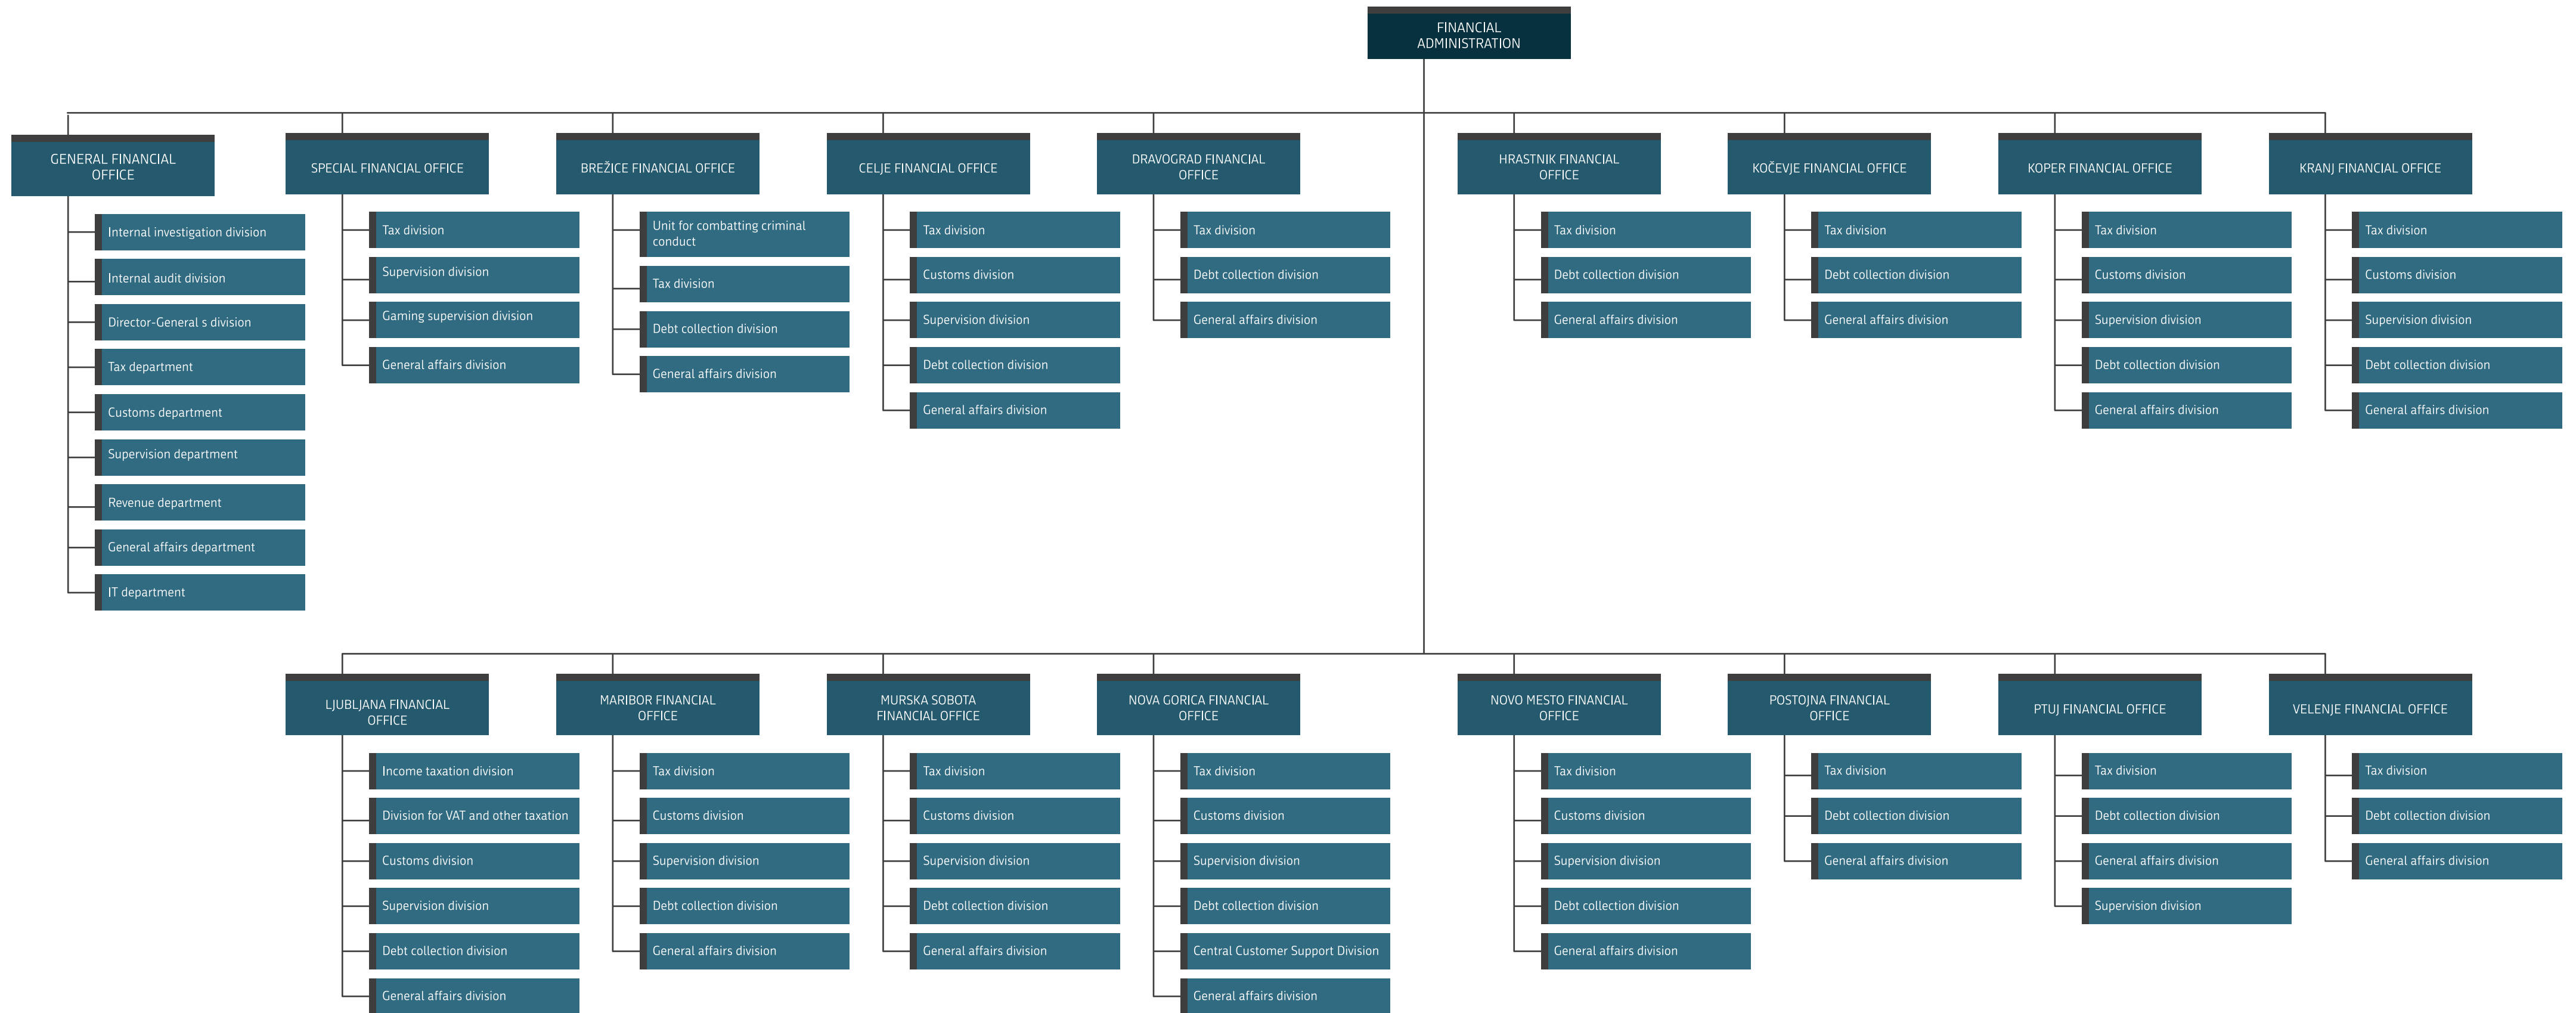 FINANCIAL
ADMINISTRATION
GENERAL FINANCIAL
OFFICE
Internal investigation division
Internal audit division
Director-General s division
Tax department
Customs department
Supervision department
Revenue department
General affairs department
IT department
SPECIAL FINANCIAL OFFICE
Tax division
Supervision division
Gaming supervision division
General affairs division
BREŽICE FINANCIAL OFFICE
Unit for combatting criminal
conduct
Tax division
Debt collection division
General affairs division
CELJE FINANCIAL OFFICE
Tax division
Customs division
Supervision division
Debt collection division
General affairs division
DRAVOGRAD FINANCIAL
OFFICE
Tax division
Debt collection division
General affairs division
HRASTNIK FINANCIAL
OFFICE
Tax division
Debt collection division
General affairs division
KOČEVJE FINANCIAL OFFICE
Tax division
Debt collection division
General affairs division
KOPER FINANCIAL OFFICE
Tax division
Customs division
Supervision division
Debt collection division
General affairs division
KRANJ FINANCIAL OFFICE
Tax division
Customs division
Supervision division
Debt collection division
General affairs division
LJUBLJANA FINANCIAL
OFFICE
Income taxation division
Division for VAT and other taxation
Customs division
Supervision division
Debt collection division
General affairs division
MARIBOR FINANCIAL
OFFICE
Tax division
Customs division
Supervision division
Debt collection division
General affairs division
MURSKA SOBOTA
FINANCIAL OFFICE
Tax division
Customs division
Supervision division
Debt collection division
General affairs division
NOVA GORICA FINANCIAL
OFFICE
Tax division
Customs division
Supervision division
Debt collection division
Central Customer Support Division
General affairs division
NOVO MESTO FINANCIAL
OFFICE
Tax division
Customs division
Supervision division
Debt collection division
General affairs division
POSTOJNA FINANCIAL
OFFICE
Tax division
Debt collection division
General affairs division
PTUJ FINANCIAL OFFICE
Tax division
Debt collection division
General affairs division
Supervision division
VELENJE FINANCIAL OFFICE
Tax division
Debt collection division
General affairs division